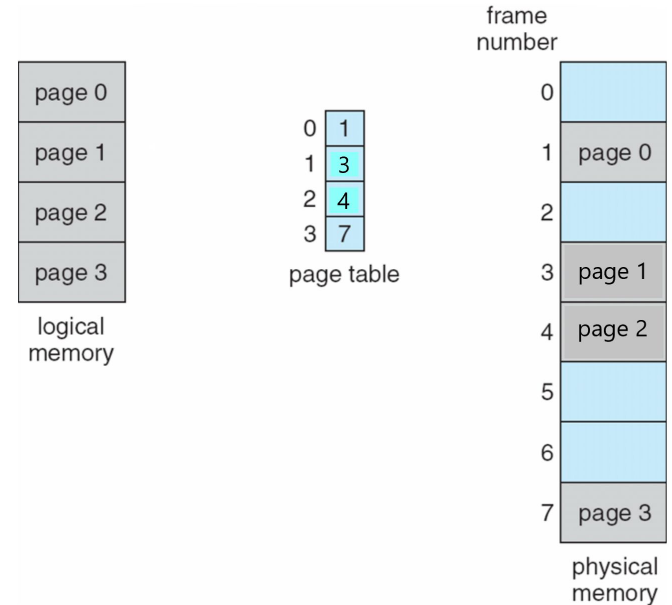 frame
number
page 0
page 1
page 2
page 3
logical
memory
0 1
1 3
2 4
3 7
page table
0
1 page 0
2
3 page 1
4 page 2
5
6
7 page 3
physical
memory